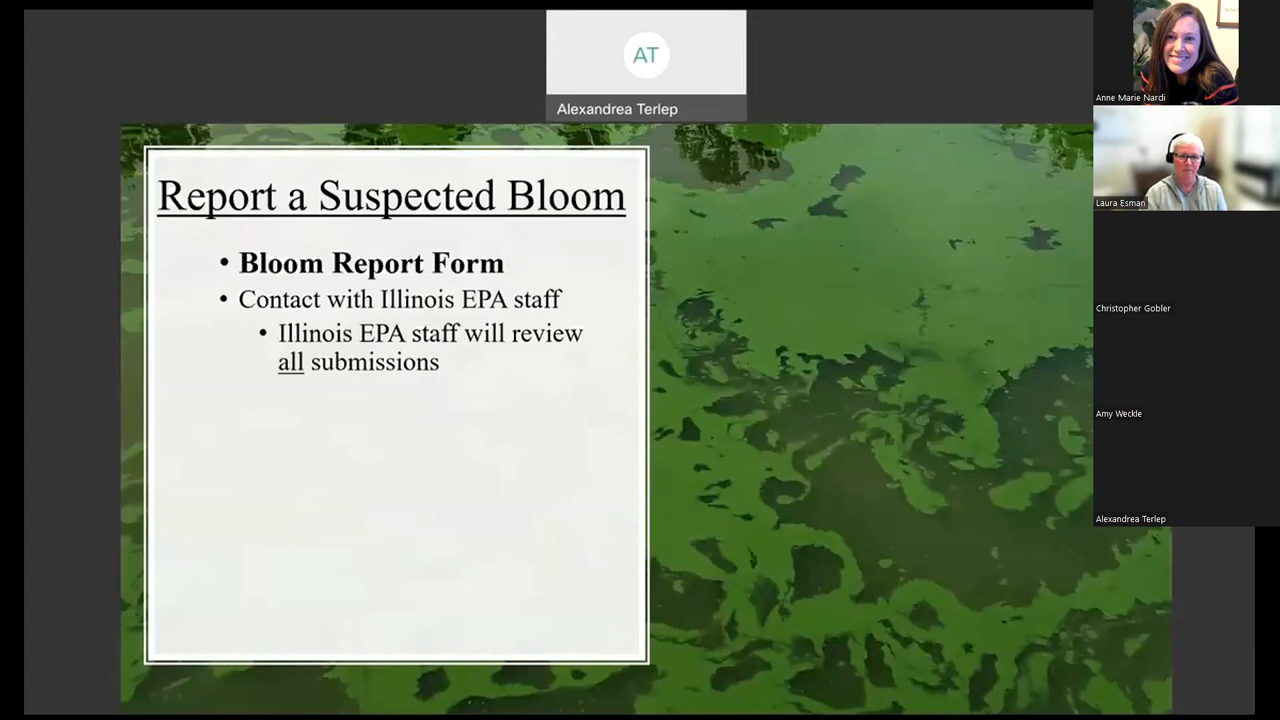 AT
Alexandrea Terlep
Report a Suspected Bloom
• Bloom Report Form
• Contact with Illinois EPA staff
• Illinois EPA staff will review
all submissions
Anne Marie Nardi
Laura Esman
Christopher Gobler
Amy Weckle
Alexandrea Terlep